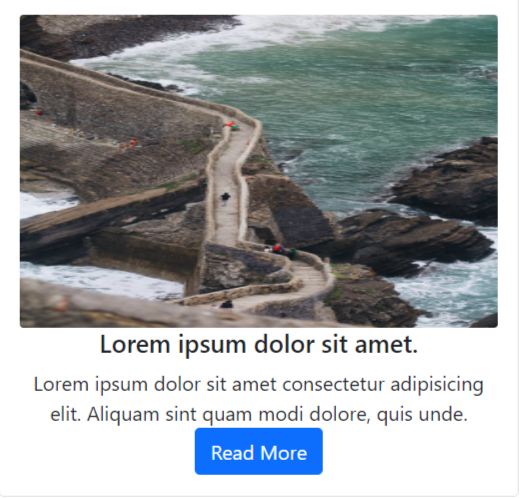 Lorem ipsum dolor sit amet.
Lorem ipsum dolor sit amet consectetur adipisicing
elit. Aliquam sint quam modi dolore, quis unde.
Read More